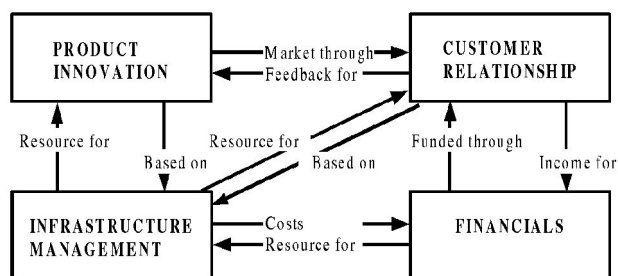 PRODUCT
INNOVATION
Market through
Feedback for
CUSTOMER
RELATIONSHIP
Resource for
Based on
Resource for
Based on
Funded through
Income for
INFRASTRUCTURE
MANAGEMENT
Costs
Resource for
FINANCIALS